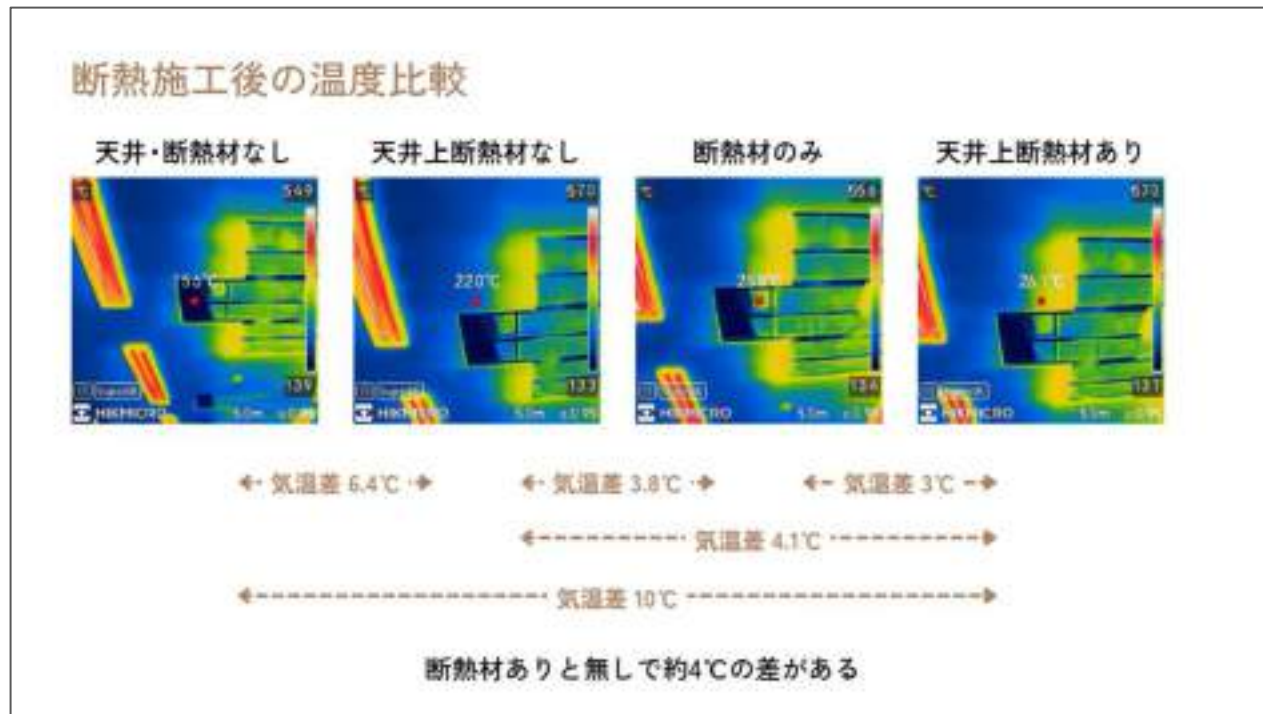 断熱施工後の温度比較
天井・断熱材なし
天井上断熱材なし
断熱材のみ
天井上断熱材あり
℃
℃
℃
℃
220℃
HIKMICRO
HIKMICRO
HIKMICRO
HIKMICRO
気温差 6.4℃
気温差 3.8℃
気温差 3℃
気温差 4.1℃
気温差 10℃
断熱材ありと無しで約4℃の差がある